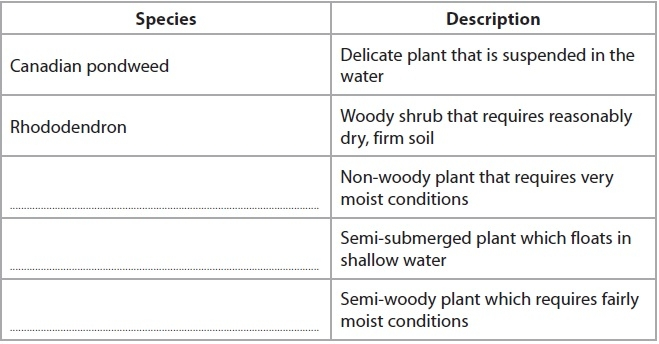 Species Description
Canadian pondweed
Delicate plant that is suspended in the
water
Rhododendron
Woody shrub that requires reasonably
dry, firm soil
Non-woody plant that requires very
moist conditions
Semi-submerged plant which floats in
shallow water
Semi-woody plant which requires fairly
moist conditions